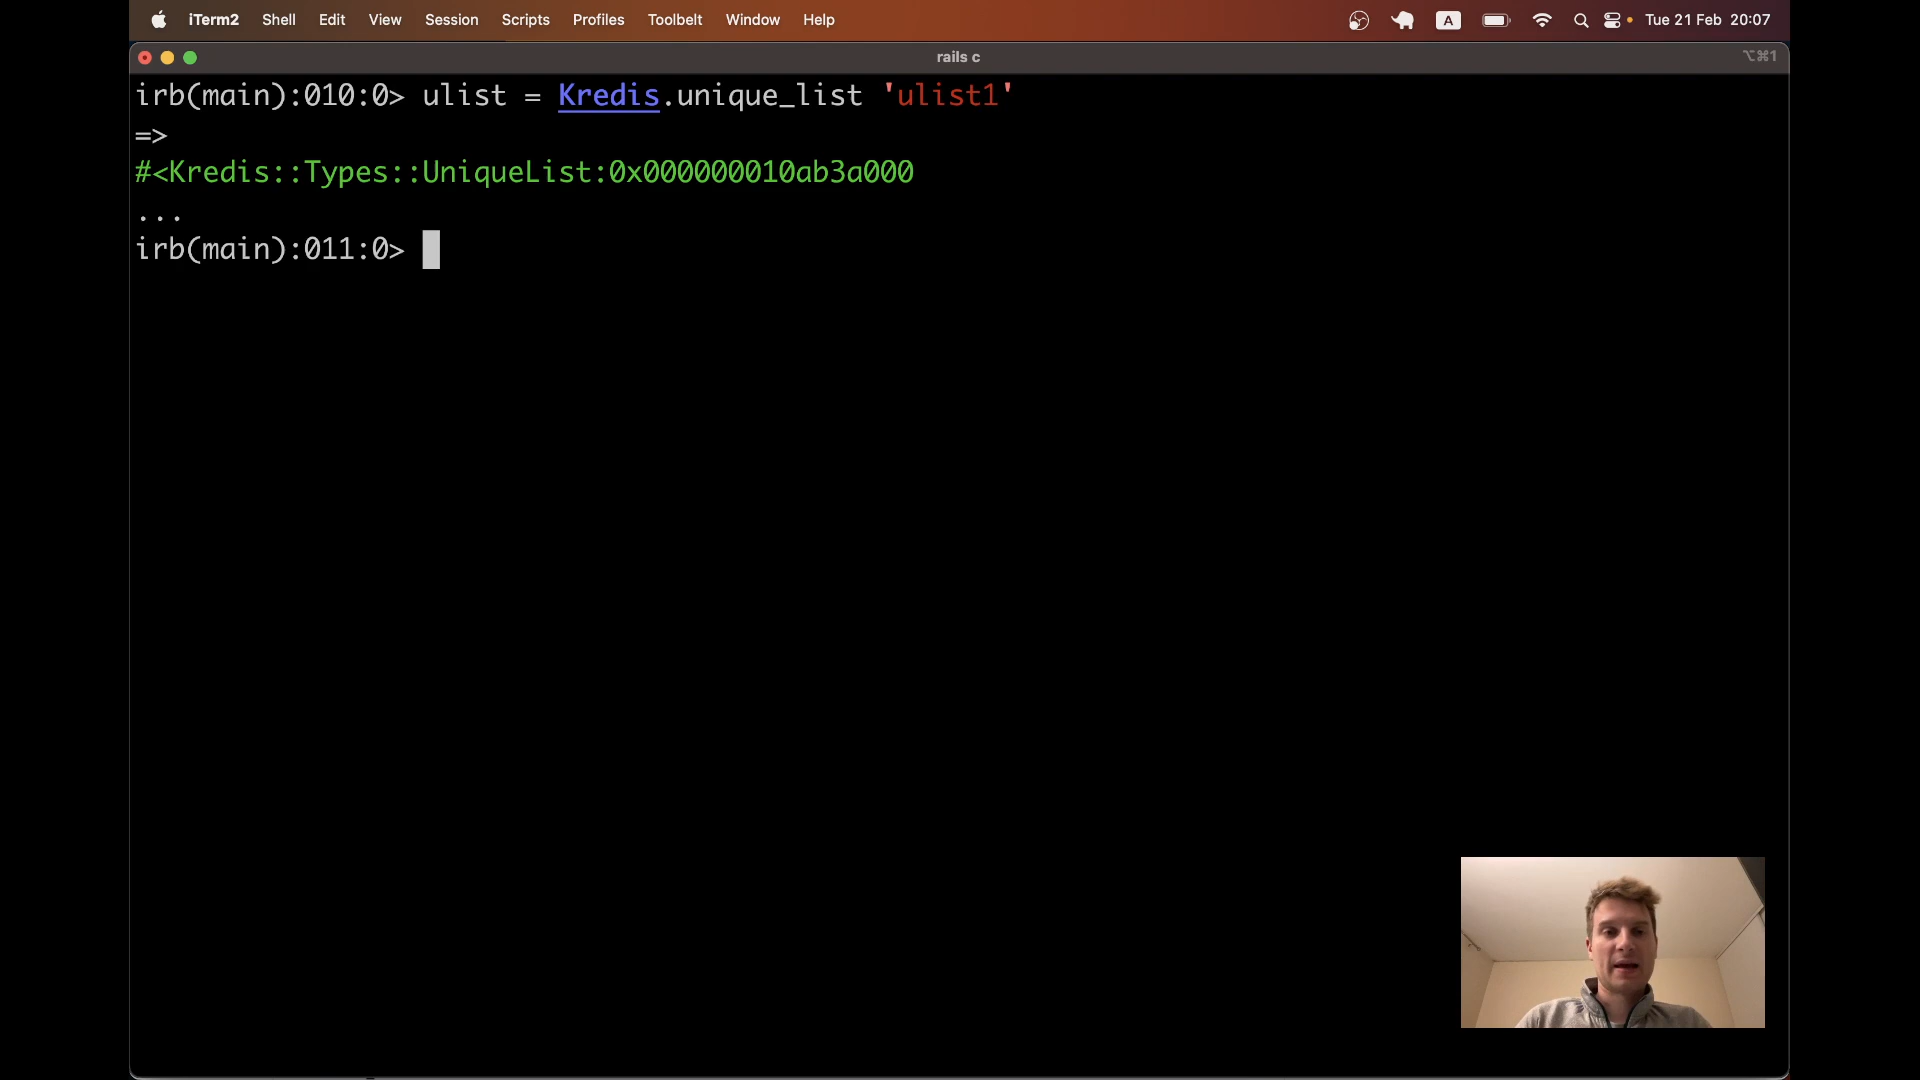 iTerm2 Shell Edit View Session Scripts Profiles Toolbelt Window Help A Tue 21 Feb 20:07
rails c ⌥⌘1
irb(main):010:0> ulist = Kredis.unique_list 'ulist1'
=>
#<Kredis::Types::UniqueList:0x000000010ab3a000
...
irb(main):011:0>